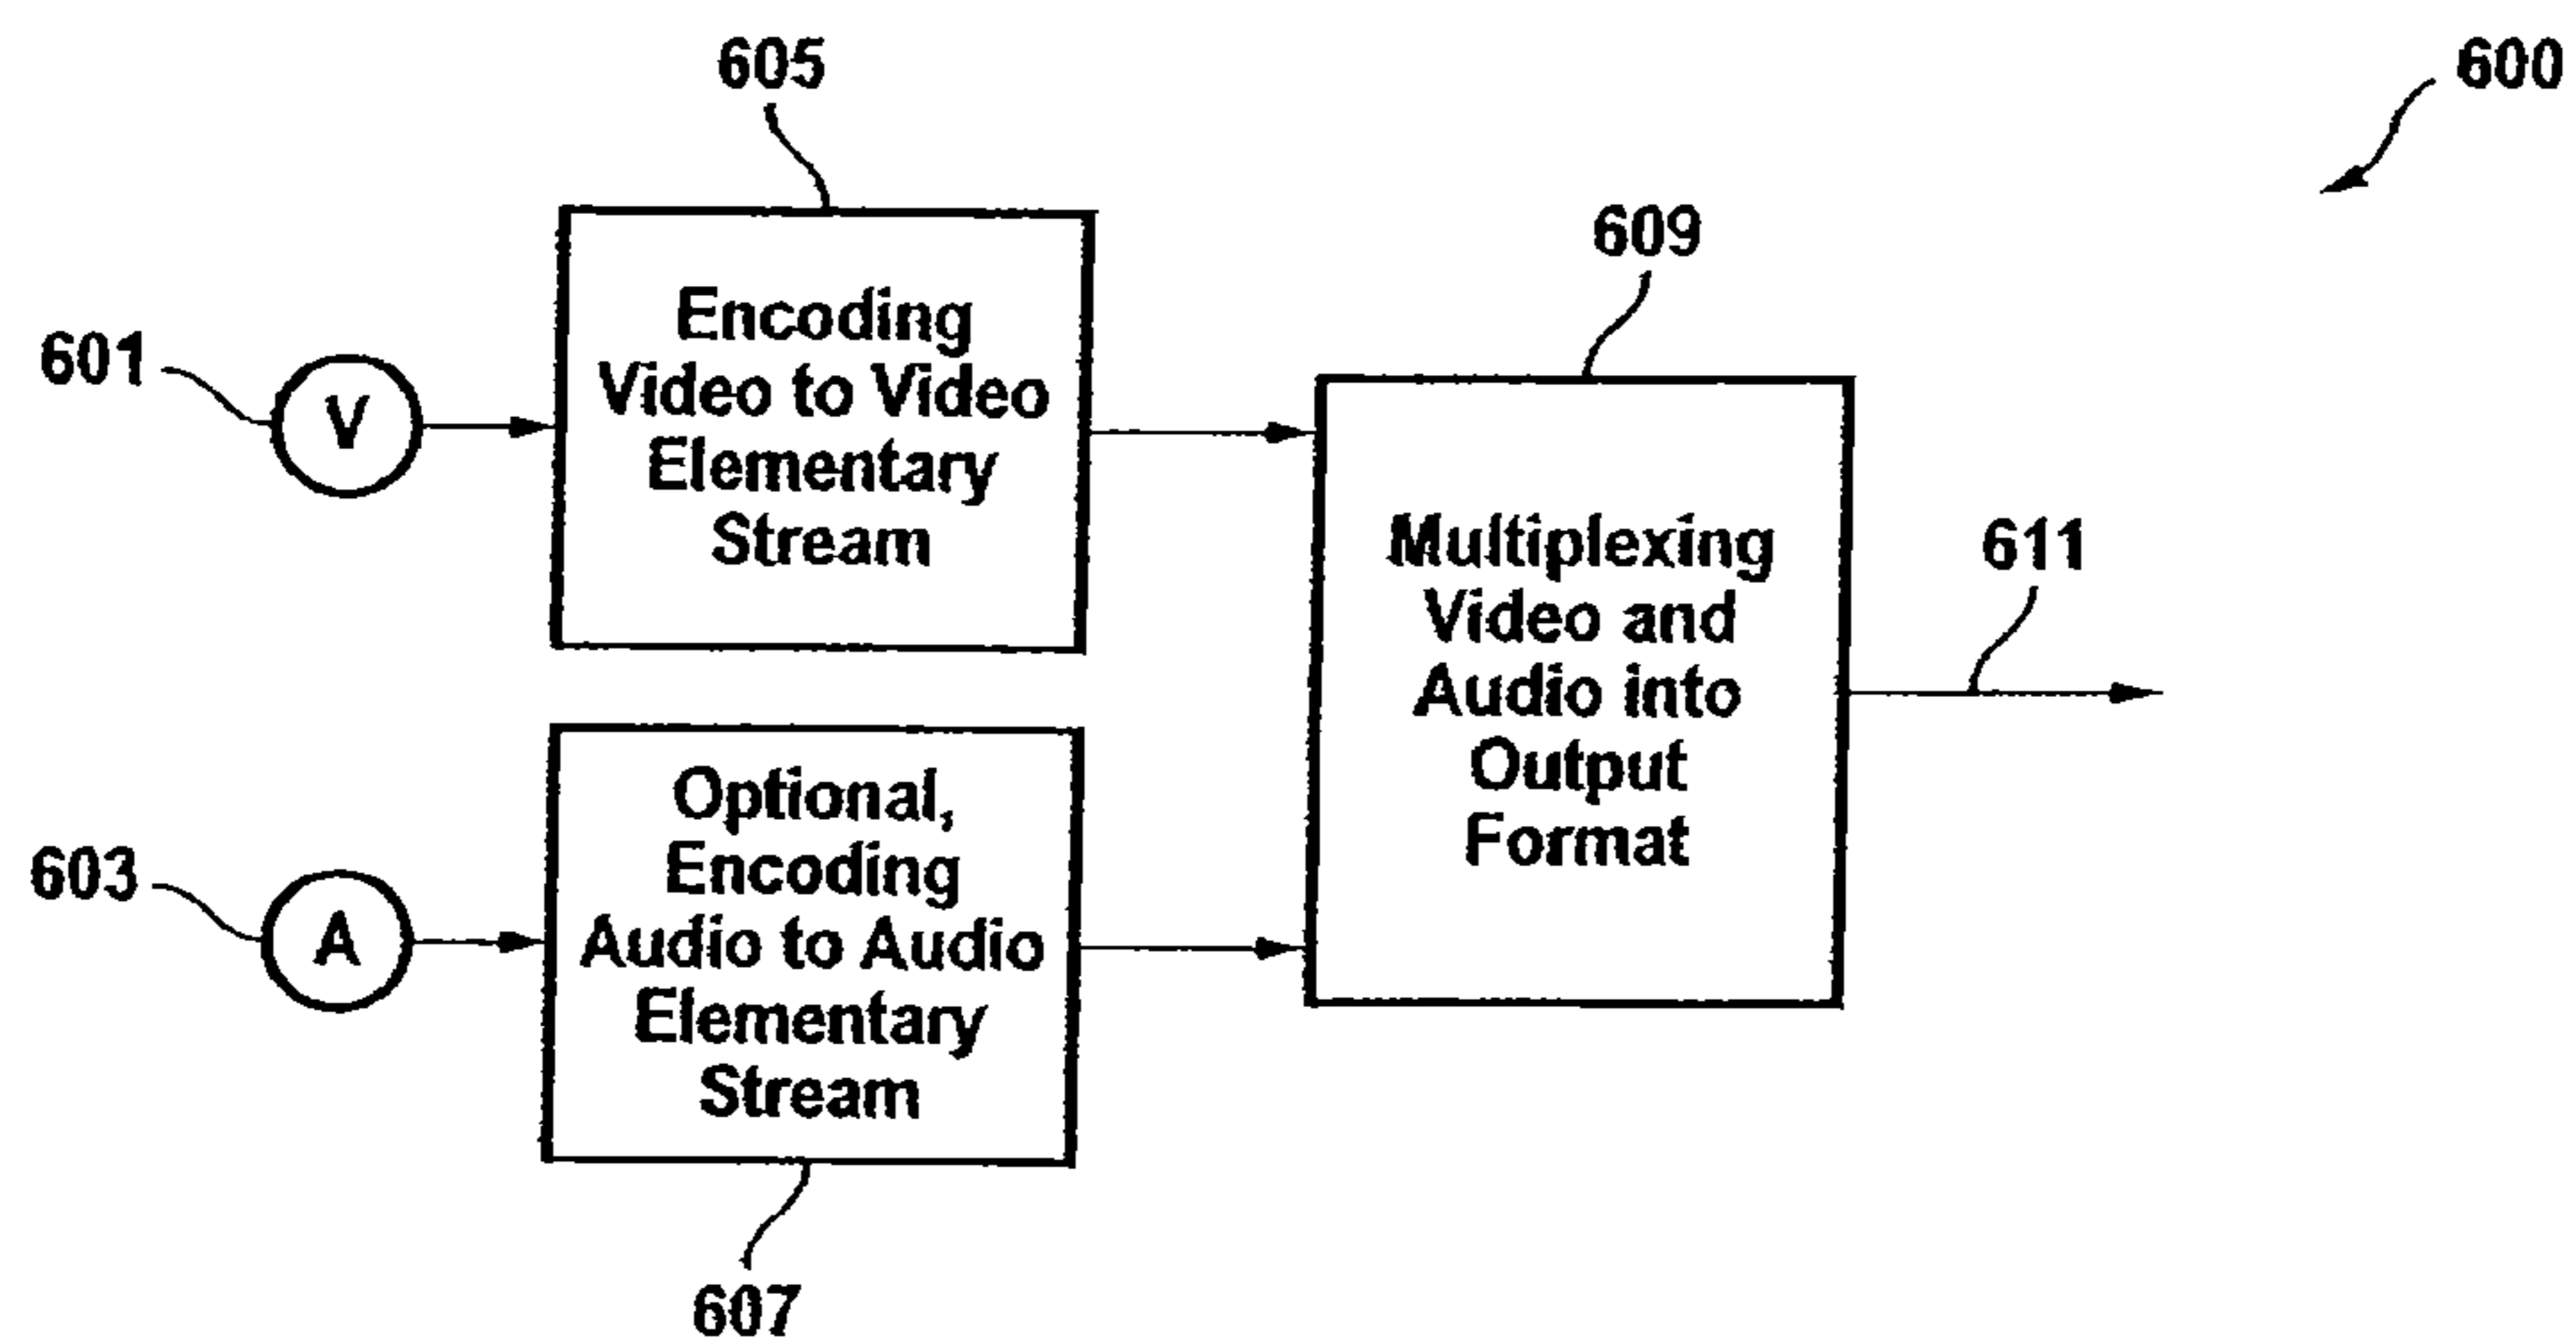 605
600
609
Encoding
Video to Video
Elementary
Stream
601
V
Multiplexing
Video and
Audio into
Output
Format
611
Optional,
Encoding
Audio to Audio
Elementary
Stream
603
A
607